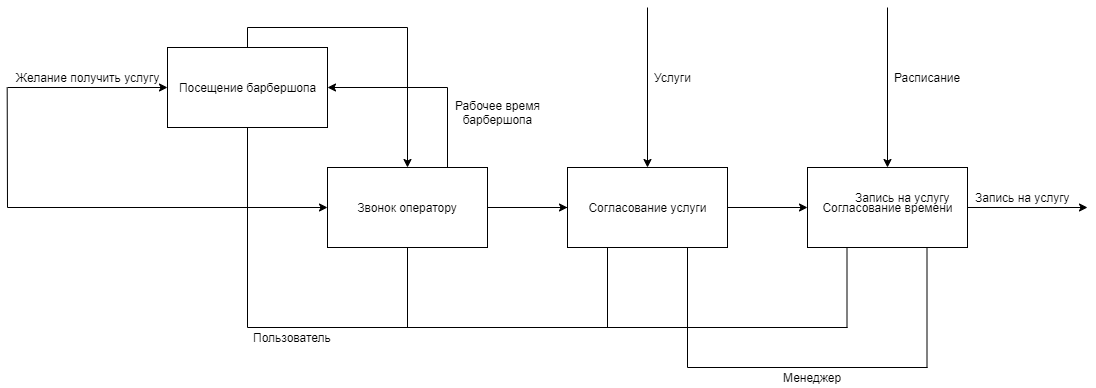 Желание получить услугу
Посещение барбершопа
Услуги
Расписание
Рабочее время
барбершопа
Звонок оператору
Согласование услуги
Запись на услугу
Согласование времени
Запись на услугу
Пользователь
Менеджер